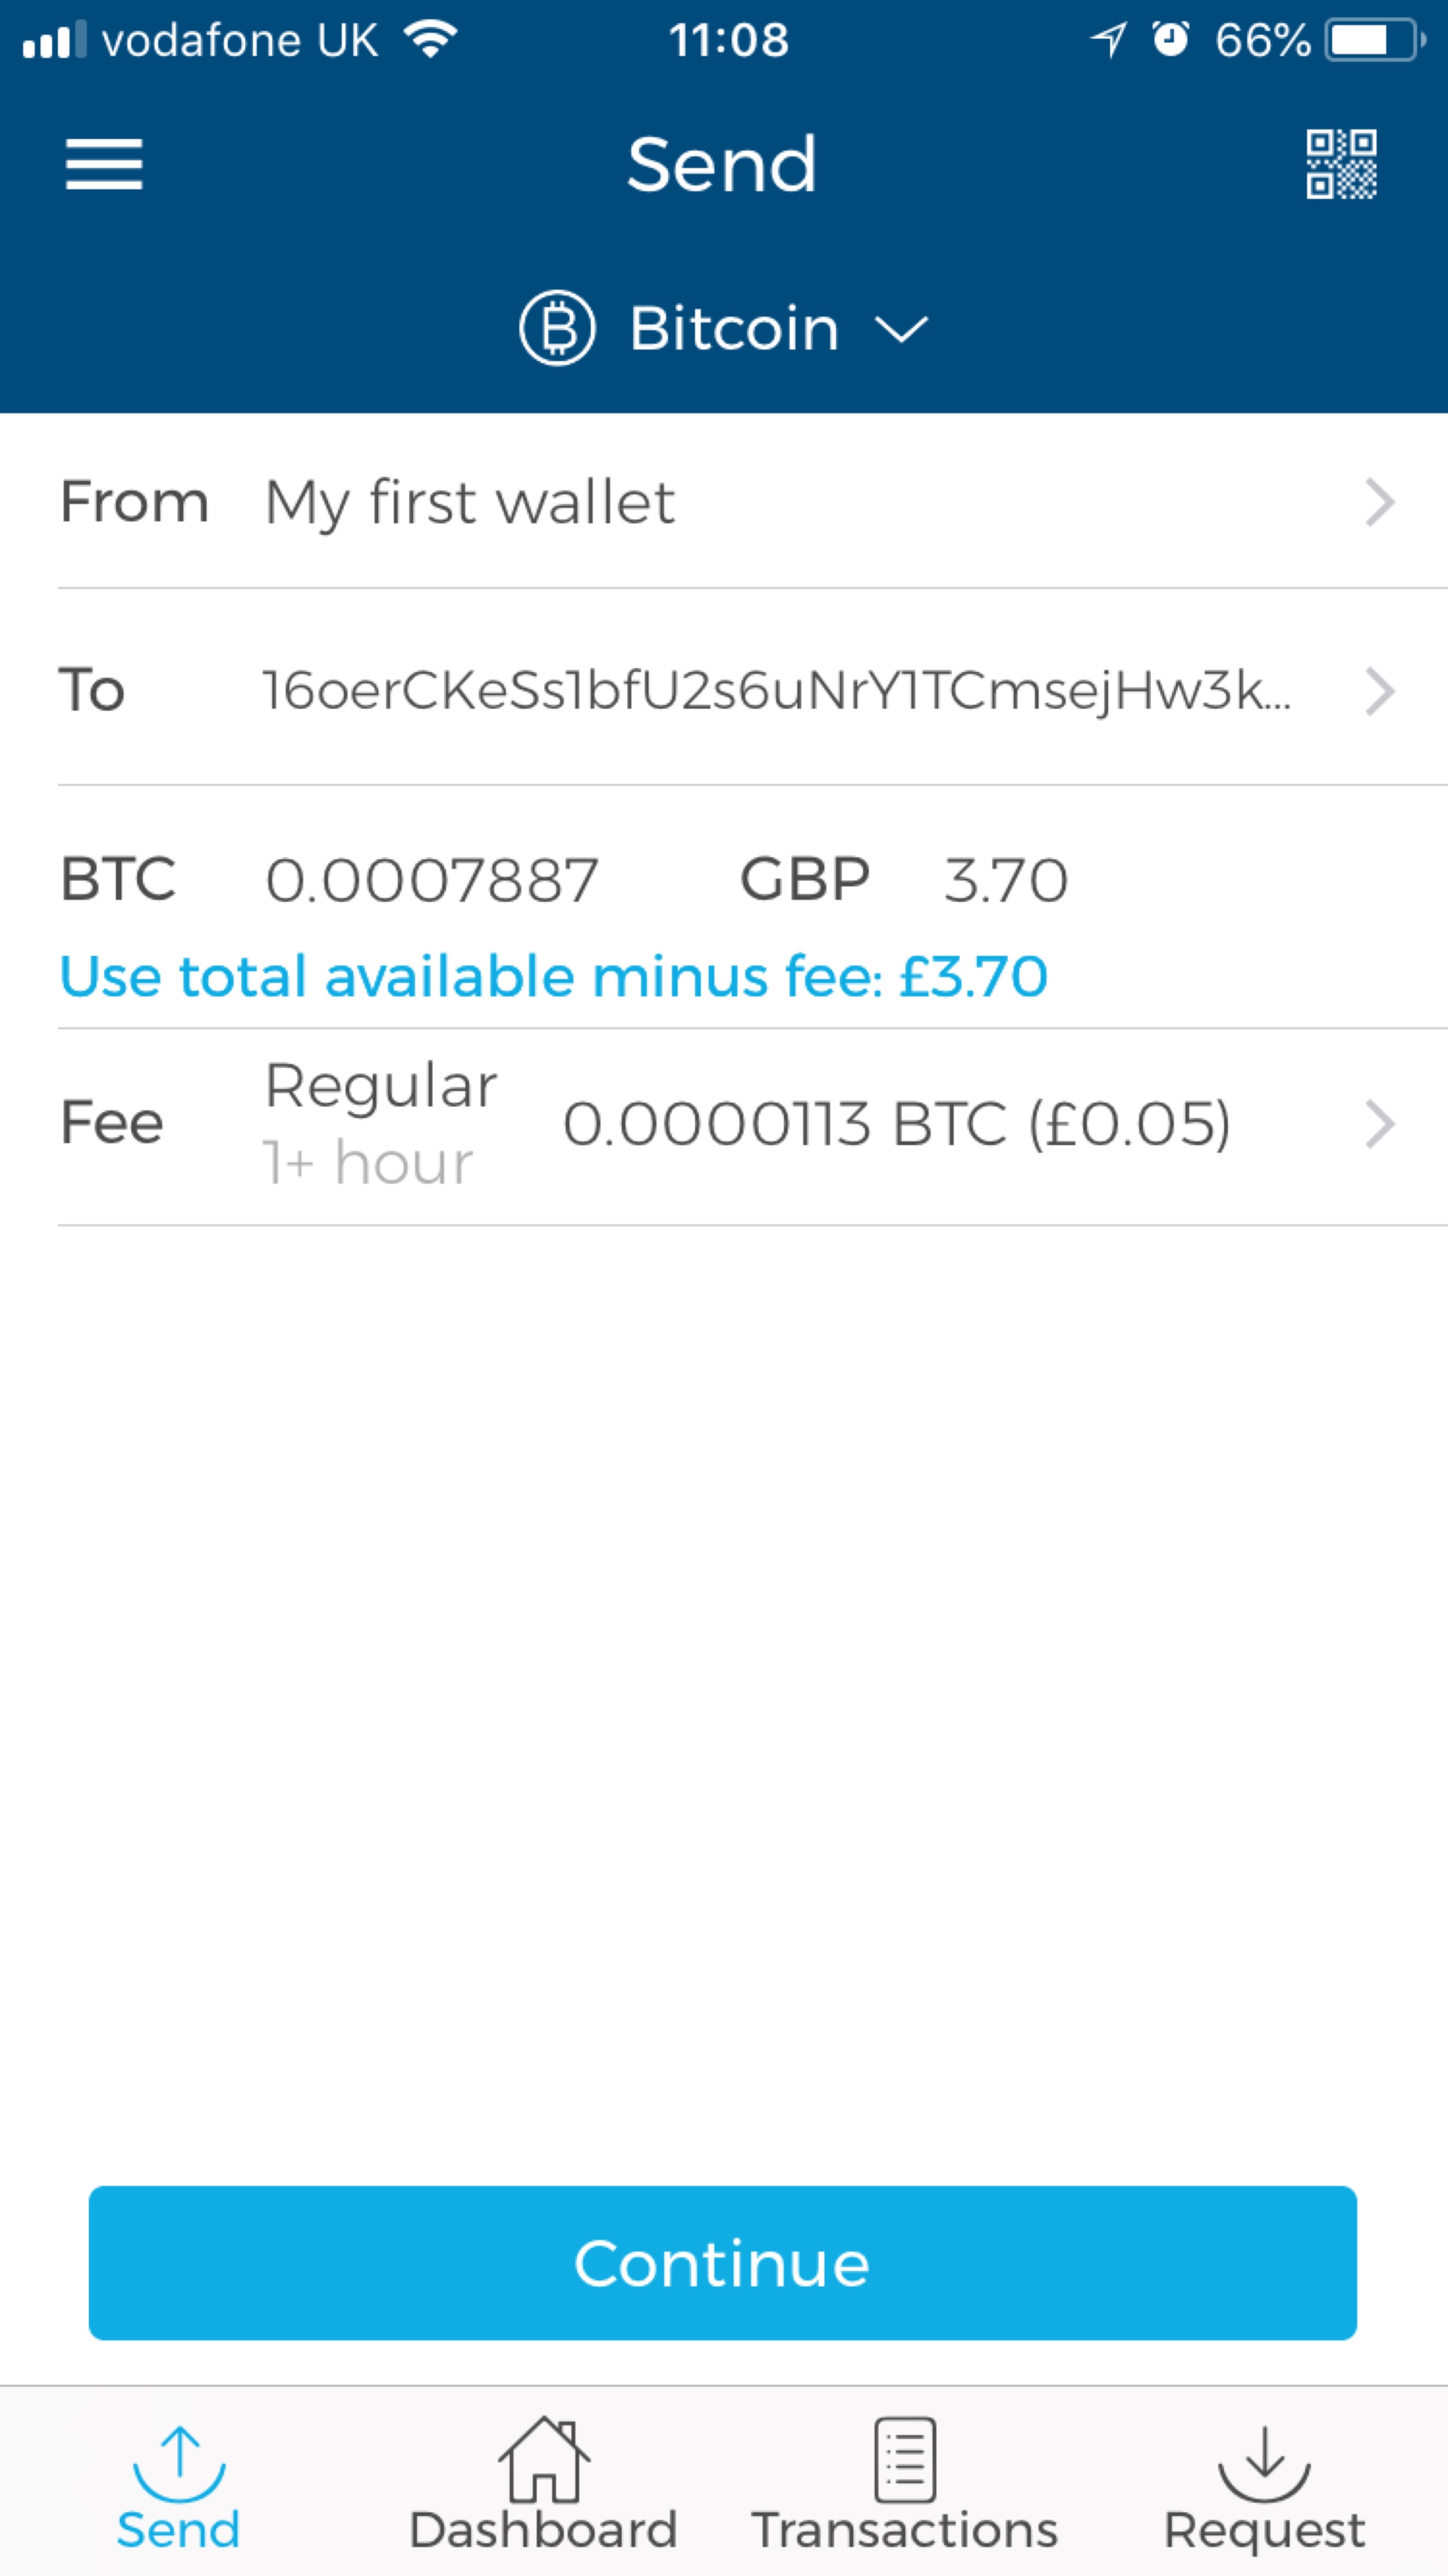 vodafone UK 11:08 66%
Send
Bitcoin
From My first wallet
To 16oerCKeSs1bfU2s6uNrY1TCmsejHw3k...
BTC 0.0007887 GBP 3.70
Use total available minus fee: £3.70
Fee Regular 0.0000113 BTC (£0.05)
1+ hour
Continue
Send Dashboard Transactions Request